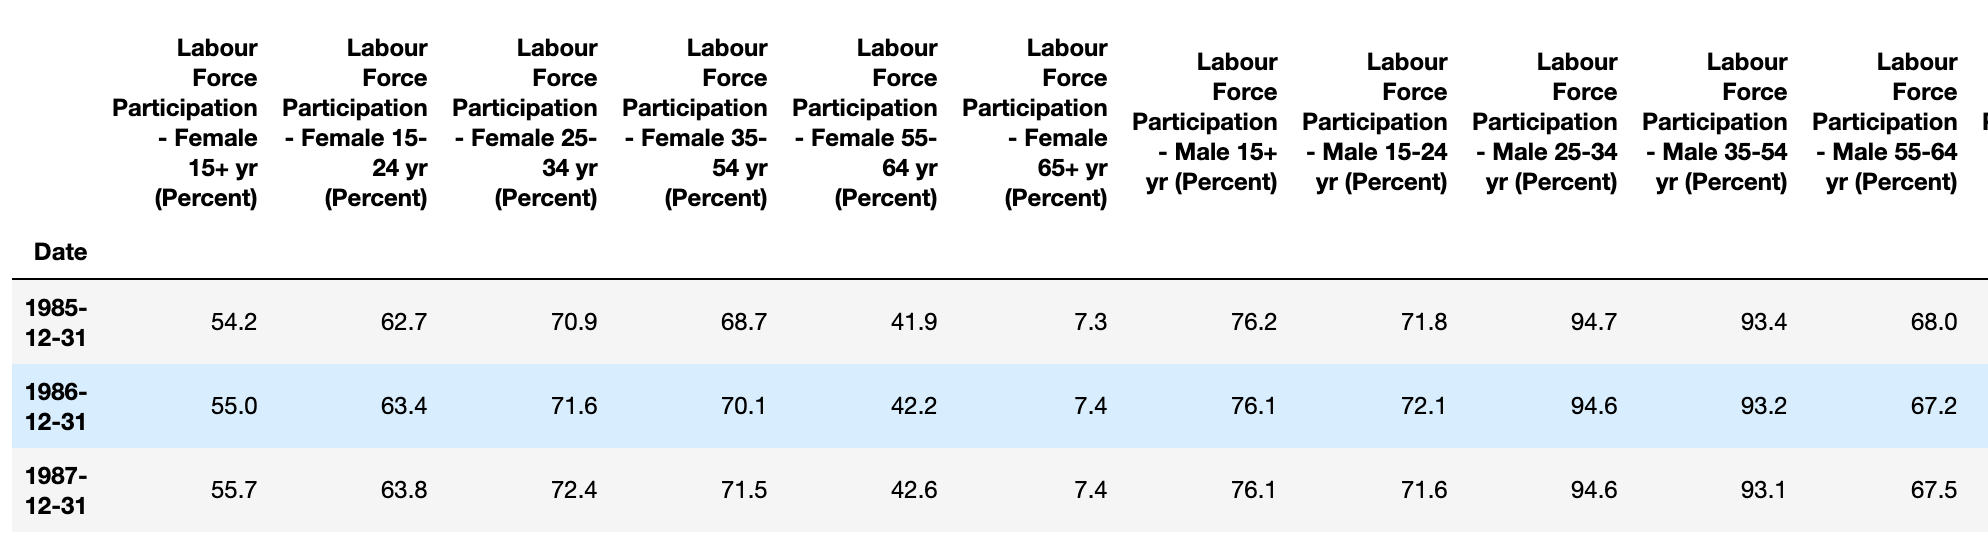 Labour Force Participation - Female 15+ yr (Percent) Labour Force Participation - Female 15-24 yr (Percent) Labour Force Participation - Female 25-34 yr (Percent) Labour Force Participation - Female 35-54 yr (Percent) Labour Force Participation - Female 55-64 yr (Percent) Labour Force Participation - Female 65+ yr (Percent) Labour Force Participation - Male 15+ yr (Percent) Labour Force Participation - Male 15-24 yr (Percent) Labour Force Participation - Male 25-34 yr (Percent) Labour Force Participation - Male 35-54 yr (Percent) Labour Force Participation - Male 55-64 yr (Percent)
Date
1985-12-31 54.2 62.7 70.9 68.7 41.9 7.3 76.2 71.8 94.7 93.4 68.0
1986-12-31 55.0 63.4 71.6 70.1 42.2 7.4 76.1 72.1 94.6 93.2 67.2
1987-12-31 55.7 63.8 72.4 71.5 42.6 7.4 76.1 71.6 94.6 93.1 67.5